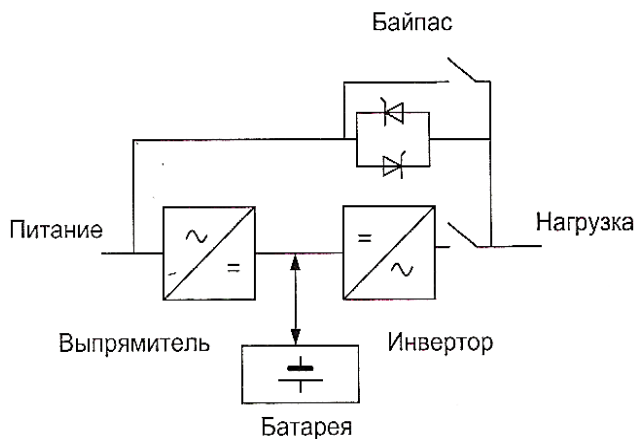 Байпас
Питание
Нагрузка
Выпрямитель
Инвертор
Батарея